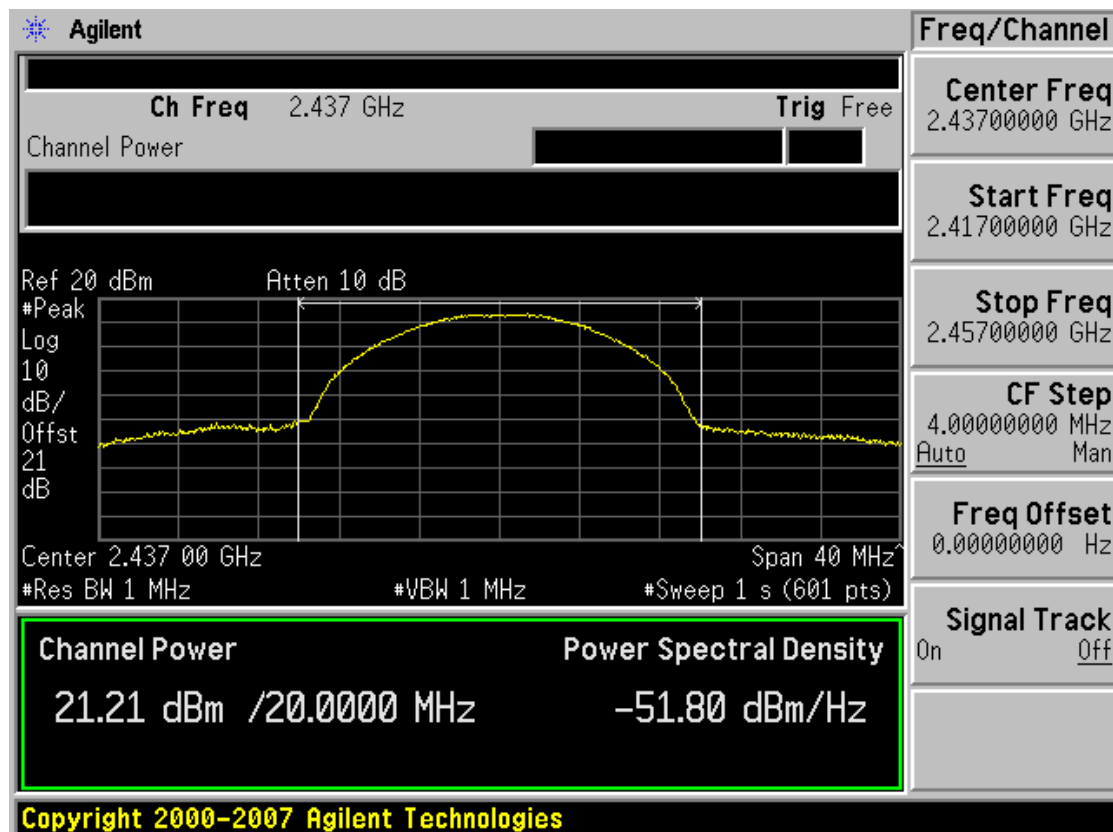 Agilent
Freq/Channel
Ch Freq 2.437 GHz
Trig Free
Channel Power
Ref 20 dBm
Atten 10 dB
#Peak
Log
10
dB/
Offst
21
dB
Center 2.437 00 GHz
Span 40 MHz^
#Res BW 1 MHz
#VBW 1 MHz
#Sweep 1 s (601 pts)
Channel Power
Power Spectral Density
21.21 dBm /20.0000 MHz
-51.80 dBm/Hz
Center Freq
2.43700000 GHz
Start Freq
2.41700000 GHz
Stop Freq
2.45700000 GHz
CF Step
4.00000000 MHz
Auto Man
Freq Offset
0.00000000 Hz
Signal Track
On Off
Copyright 2000-2007 Agilent Technologies